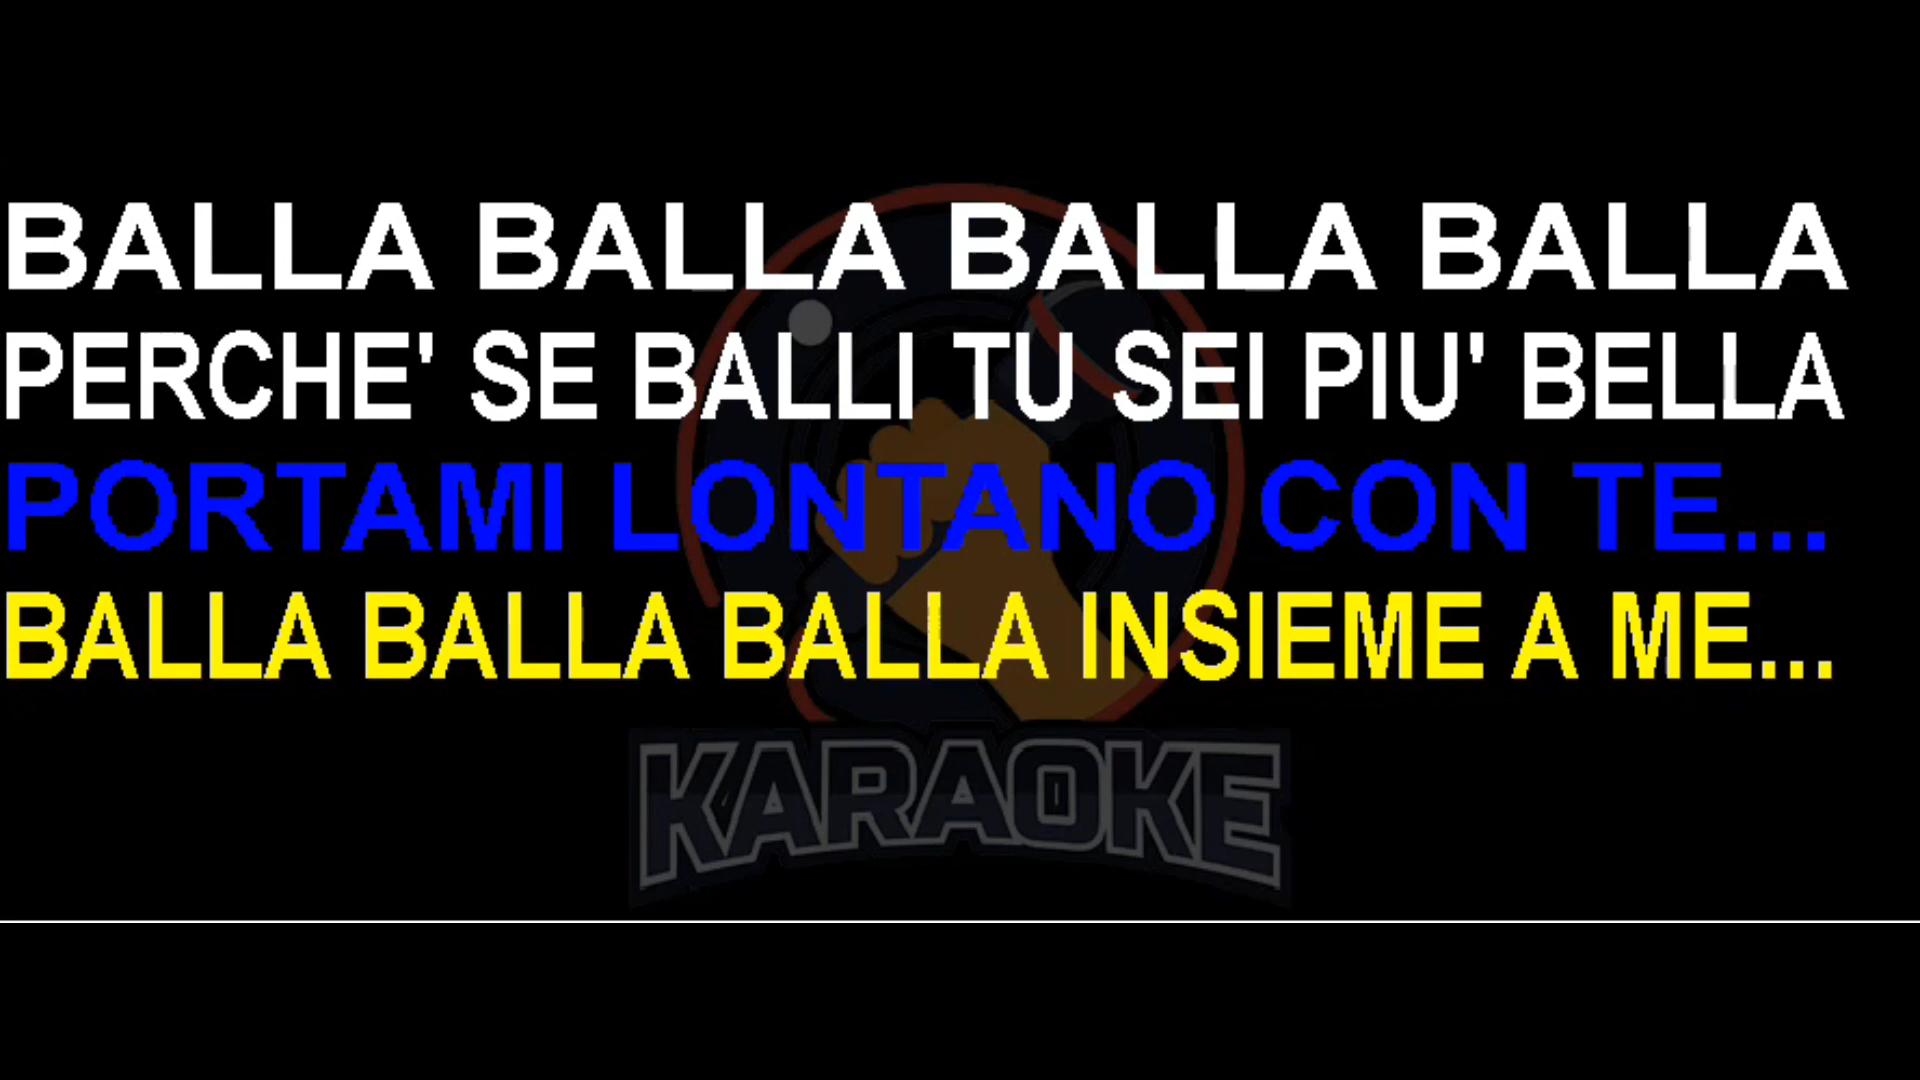 BALLA BALLA BALLA BALLA
PERCHE' SE BALLI TU SEI PIU' BELLA
PORTAMI LONTANO CON TE...
BALLA BALLA BALLA INSIEME A ME...
KARAOKE